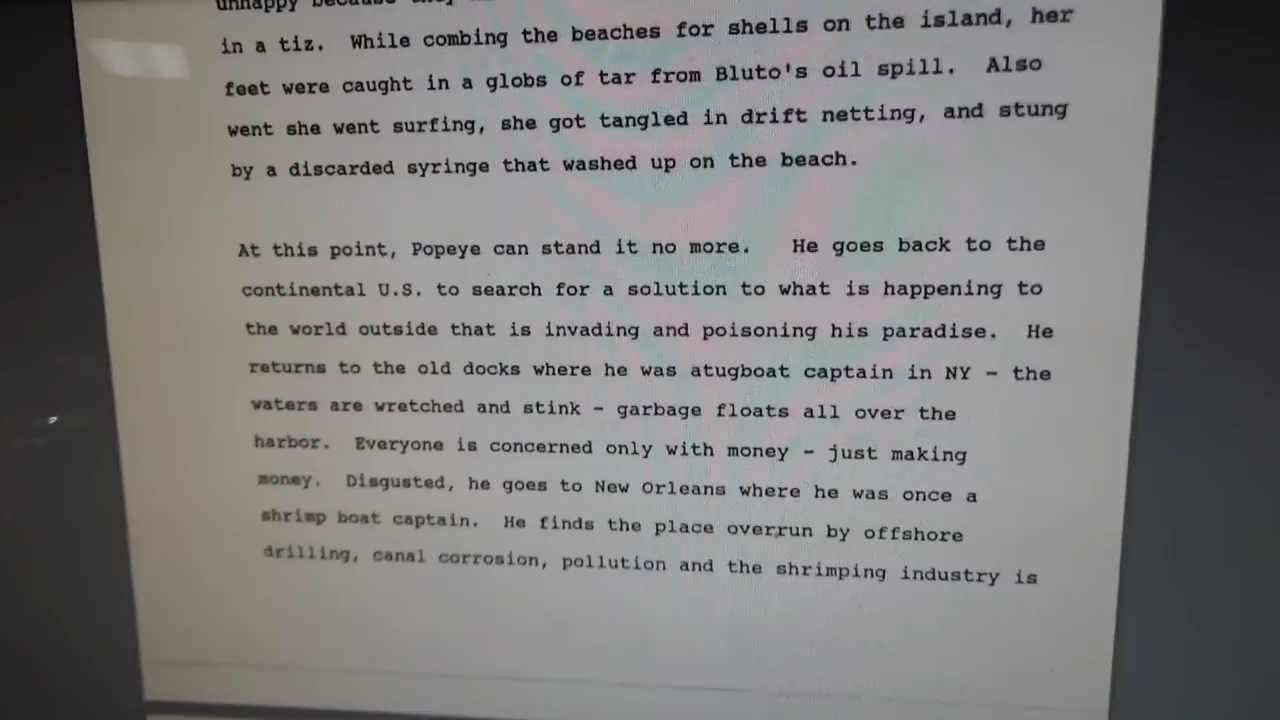 unhappy because they
in a tiz. While combing the beaches for shells on the island, her
feet were caught in a globs of tar from Bluto's oil spill. Also
went she went surfing, she got tangled in drift netting, and stung
by a discarded syringe that washed up on the beach.
At this point, Popeye can stand it no more. He goes back to the
continental U.S. to search for a solution to what is happening to
the world outside that is invading and poisoning his paradise. He
returns to the old docks where he was atugboat captain in NY - the
waters are wretched and stink - garbage floats all over the
harbor. Everyone is concerned only with money - just making
money. Disgusted, he goes to New Orleans where he was once a
shrimp boat captain. He finds the place overrun by offshore
drilling, canal corrosion, pollution and the shrimping industry is